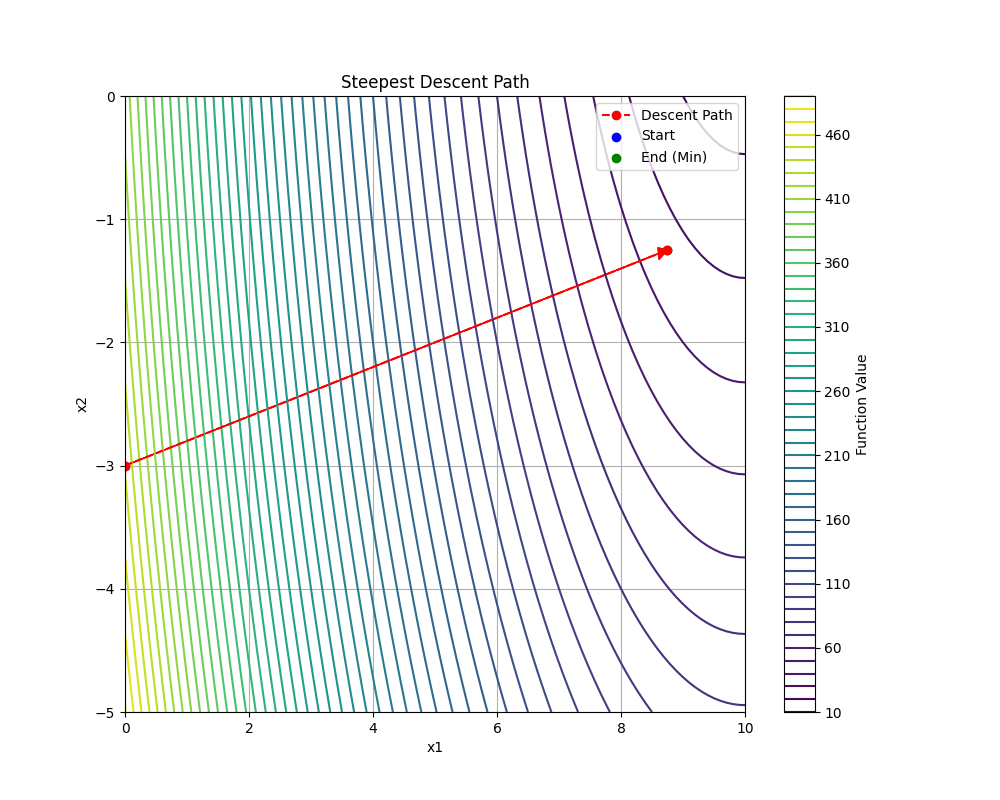 Steepest Descent Path
Descent Path
Start
End (Min)
0
−1
−2
−3
−4
−5
x2
0 2 4 6 8 10
x1
460
410
360
310
260
210
160
110
60
10
Function Value